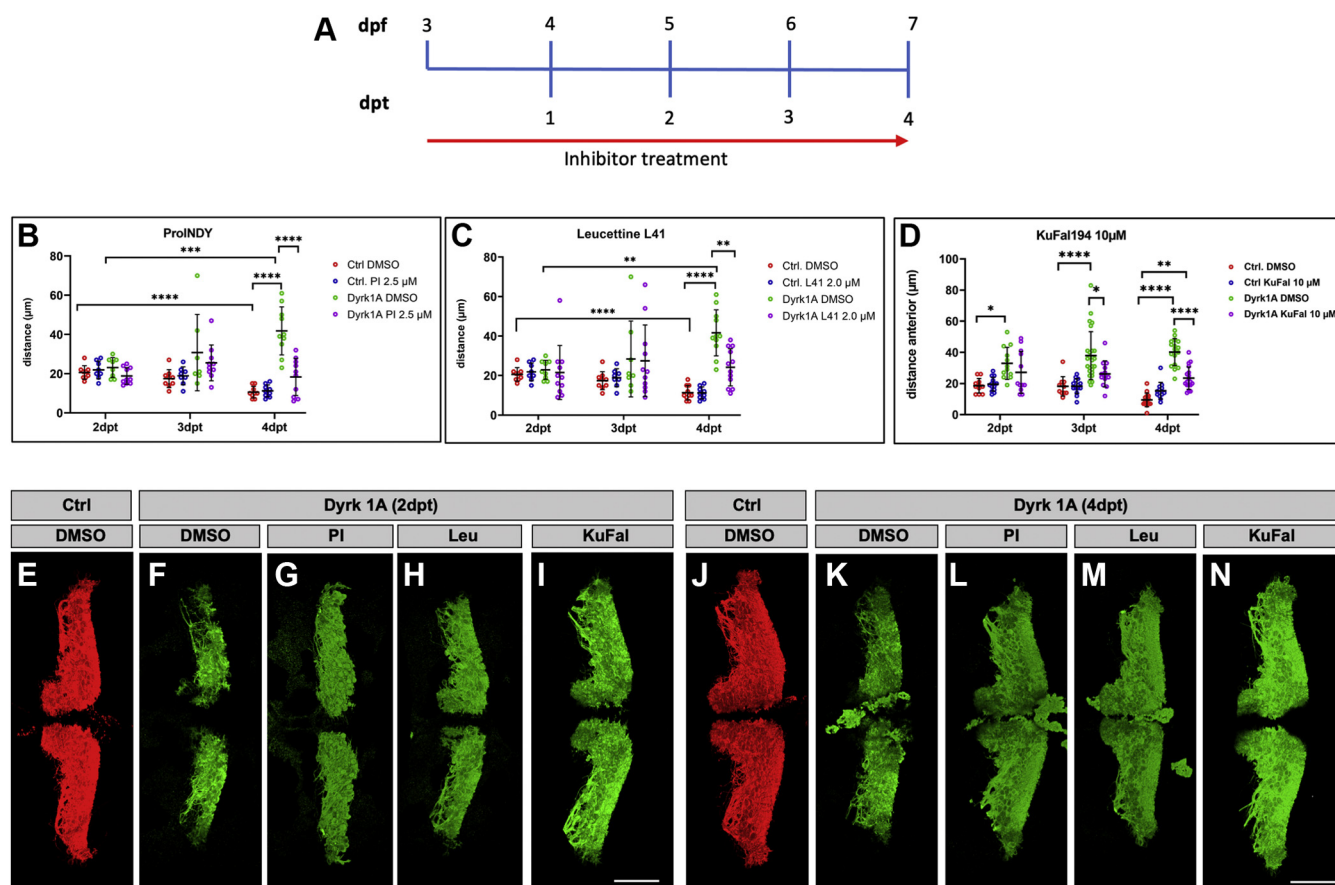 A
dpf 3 4 5 6 7
dpt 1 2 3 4
Inhibitor treatment
B
ProINDY
distance (μm)
80
60
40
20
0
2dpt 3dpt 4dpt
***
****
****
****
Ctrl DMSO
Ctrl. PI 2.5 μM
Dyrk1A DMSO
Dyrk1A PI 2.5 μM
C
Leucettine L41
distance (μm)
80
60
40
20
0
2dpt 3dpt 4dpt
**
**
****
****
Ctrl. DMSO
Ctrl. L41 2.0 μM
Dyrk1A DMSO
Dyrk1A L41 2.0 μM
D
KuFal194 10μM
distance anterior (μm)
100
80
60
40
20
0
2dpt 3dpt 4dpt
*
****
*
**
****
****
Ctrl. DMSO
Ctrl KuFal 10 μM
Dyrk1A DMSO
Dyrk1A KuFal 10 μM
Ctrl Dyrk 1A (2dpt) Ctrl Dyrk 1A (4dpt)
DMSO DMSO PI Leu KuFal DMSO DMSO PI Leu KuFal
E F G H I J K L M N